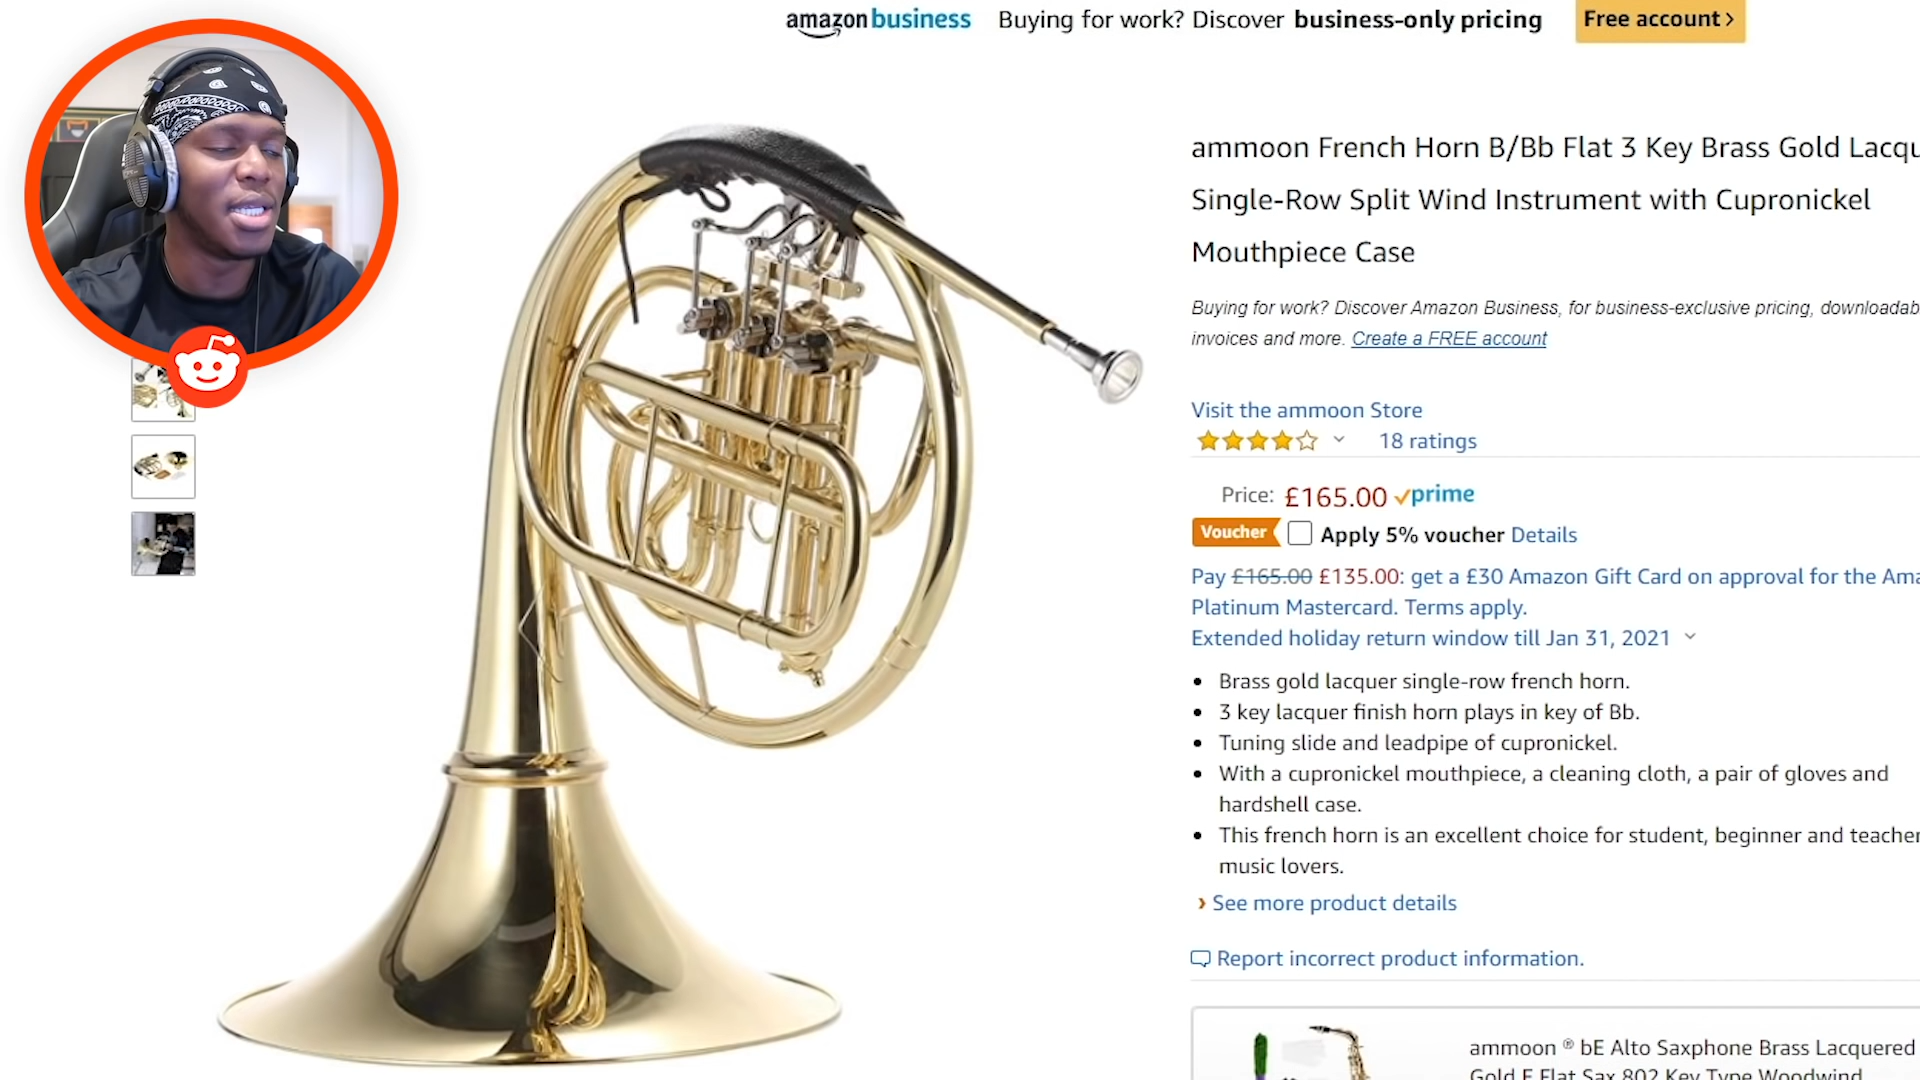 amazon business Buying for work? Discover business-only pricing Free account ›
ammoon French Horn B/Bb Flat 3 Key Brass Gold Lacqu
Single-Row Split Wind Instrument with Cupronickel
Mouthpiece Case
Buying for work? Discover Amazon Business, for business-exclusive pricing, downloadab
invoices and more. Create a FREE account
Visit the ammoon Store
18 ratings
Price: £165.00 prime
Voucher Apply 5% voucher Details
Pay £165.00 £135.00: get a £30 Amazon Gift Card on approval for the Ama
Platinum Mastercard. Terms apply.
Extended holiday return window till Jan 31, 2021
• Brass gold lacquer single-row french horn.
• 3 key lacquer finish horn plays in key of Bb.
• Tuning slide and leadpipe of cupronickel.
• With a cupronickel mouthpiece, a cleaning cloth, a pair of gloves and
hardshell case.
• This french horn is an excellent choice for student, beginner and teacher
music lovers.
› See more product details
Report incorrect product information.
ammoon ® bE Alto Saxphone Brass Lacquered
Gold E Flat Sax 802 Key Type Woodwind